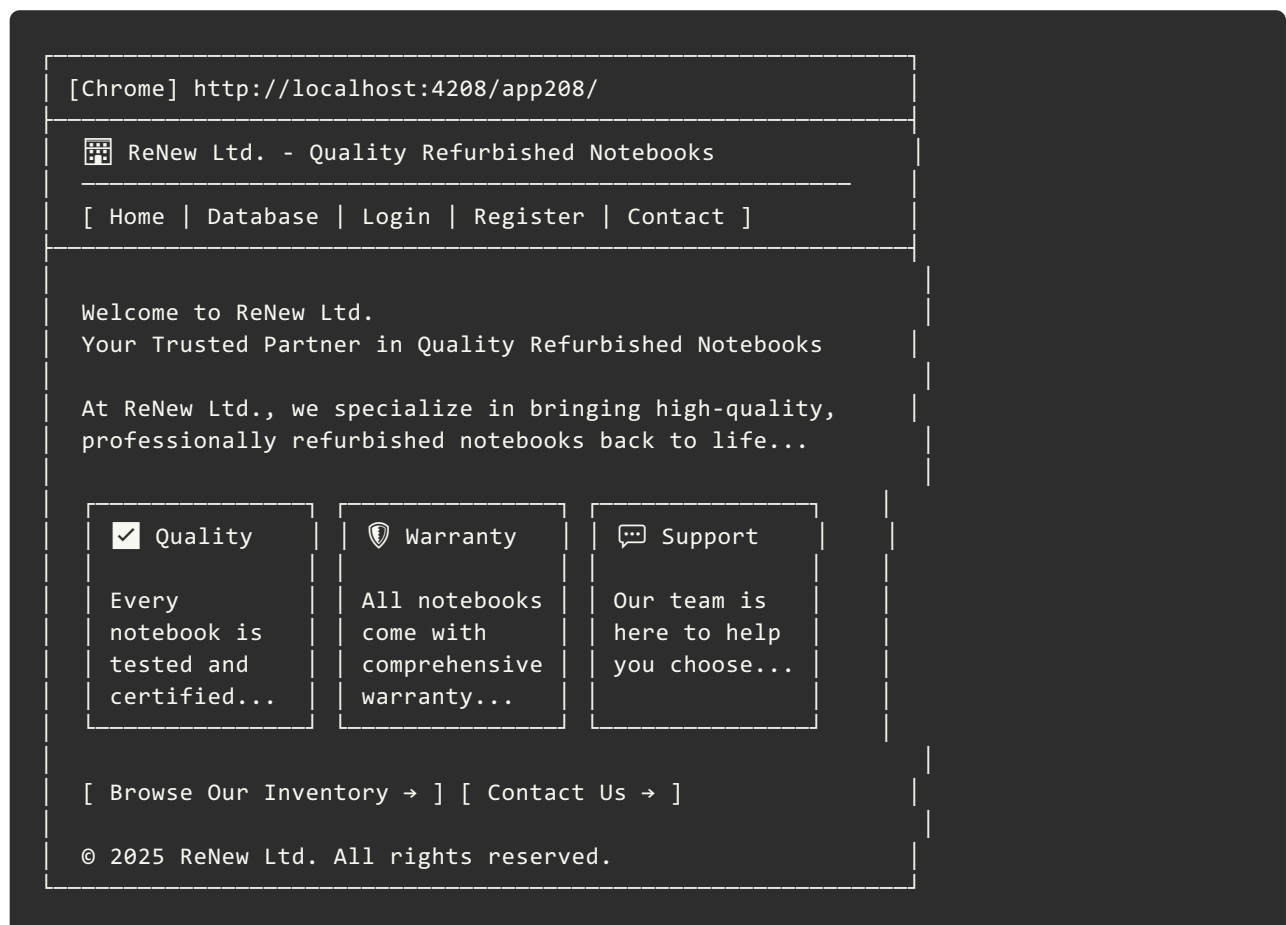 [Chrome] http://localhost:4208/app208/
🏢 ReNew Ltd. - Quality Refurbished Notebooks
[ Home | Database | Login | Register | Contact ]
Welcome to ReNew Ltd.
Your Trusted Partner in Quality Refurbished Notebooks
At ReNew Ltd., we specialize in bringing high-quality,
professionally refurbished notebooks back to life...
✅ Quality
Every
notebook is
tested and
certified...
🛡 Warranty
All notebooks
come with
comprehensive
warranty...
💬 Support
Our team is
here to help
you choose...
[ Browse Our Inventory → ] [ Contact Us → ]
© 2025 ReNew Ltd. All rights reserved.